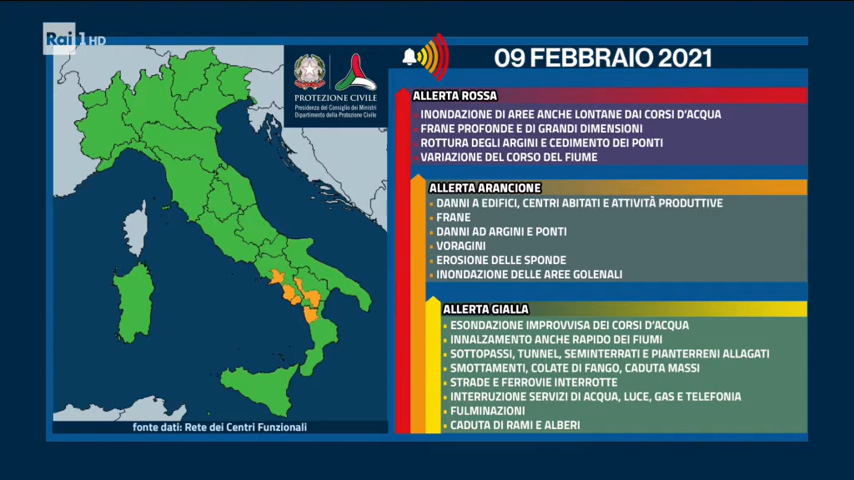 Rai 1 HD
PROTEZIONE CIVILE
Presidenza del Consiglio dei Ministri
Dipartimento della Protezione Civile
09 FEBBRAIO 2021
ALLERTA ROSSA
INONDAZIONE DI AREE ANCHE LONTANE DAI CORSI D'ACQUA
FRANE PROFONDE E DI GRANDI DIMENSIONI
ROTTURA DEGLI ARGINI E CEDIMENTO DEI PONTI
VARIAZIONE DEL CORSO DEL FIUME
ALLERTA ARANCIONE
DANNI A EDIFICI, CENTRI ABITATI E ATTIVITÀ PRODUTTIVE
FRANE
DANNI AD ARGINI E PONTI
VORAGINI
EROSIONE DELLE SPONDE
INONDAZIONE DELLE AREE GOLENALI
ALLERTA GIALLA
ESONDAZIONE IMPROVVISA DEI CORSI D'ACQUA
INNALZAMENTO ANCHE RAPIDO DEI FIUMI
SOTTOPASSI, TUNNEL, SEMINTERRATI E PIANTERRENI ALLAGATI
SMOTTAMENTI, COLATE DI FANGO, CADUTA MASSI
STRADE E FERROVIE INTERROTTE
INTERRUZIONE SERVIZI DI ACQUA, LUCE, GAS E TELEFONIA
FULMINAZIONI
CADUTA DI RAMI E ALBERI
fonte dati: Rete dei Centri Funzionali